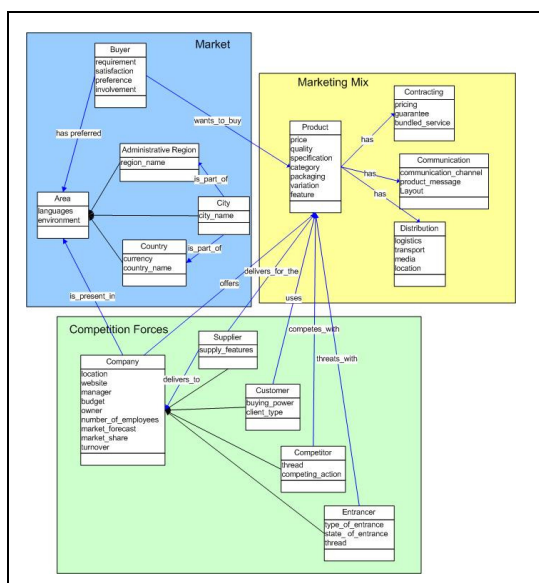 Market
Buyer
requirement
satisfaction
preference
involvement
has preferred
wants_to_buy
Administrative Region
region_name
is_part_of
Area
languages
environment
City
city_name
is_part_of
Country
currency
country_name
is_present_in
Marketing Mix
Product
price
quality
specification
category
packaging
variation
feature
has
has
has
Contracting
pricing
guarantee
bundled_service
Communication
communication_channel
product_message
Layout
Distribution
logistics
transport
media
location
offers
delivers_for_the
uses
competes_with
threats_with
Competition Forces
Company
location
website
manager
budget
owner
number_of_employees
market_forecast
market_share
turnover
delivers_to
Supplier
supply_features
Customer
buying_power
client_type
Competitor
thread
competing_action
Entrancer
type_of_entrance
state_of_entrance
thread